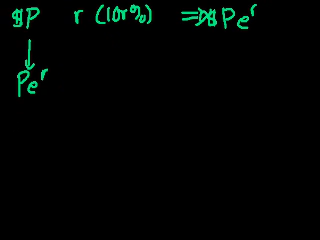 $P r (10%) = $Pe^r
↓
Pe^r